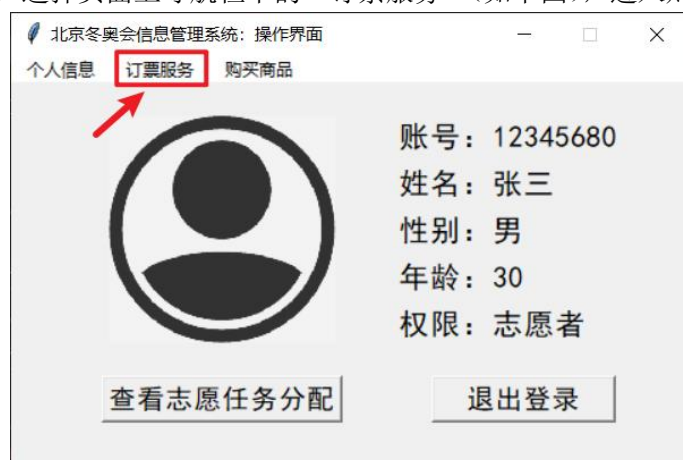 北京冬奥会信息管理系统：操作界面
个人信息 订票服务 购买商品
账号：12345680
姓名：张三
性别：男
年龄：30
权限：志愿者
查看志愿任务分配 退出登录